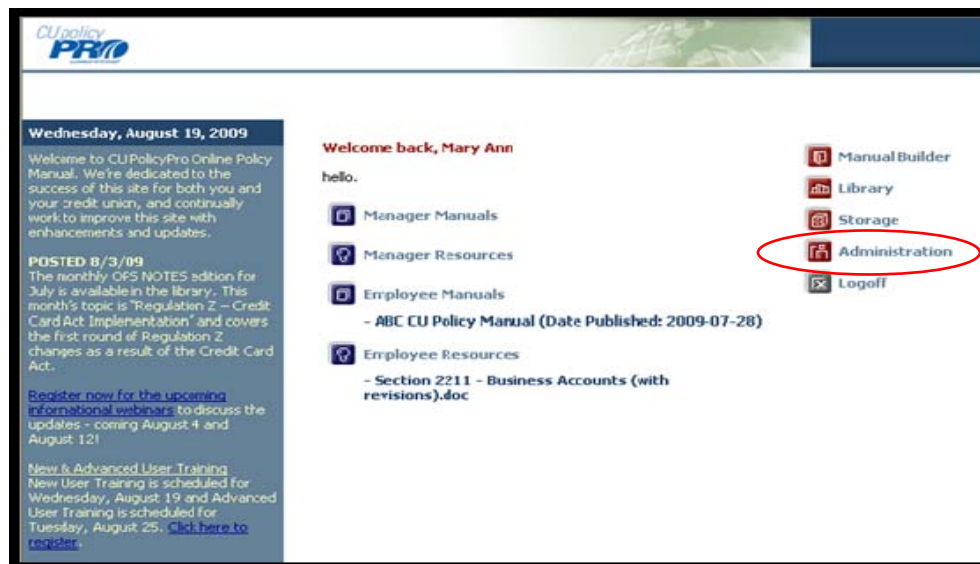 CU policy
PRO
Wednesday, August 19, 2009
Welcome to CUPolicyPro Online Policy
Manual. We're dedicated to the
success of this site for both you and
your credit union, and continually
work to improve this site with
enhancements and updates.
POSTED 8/3/09
The monthly OPS NOTES edition for
July is available in the library. This
month's topic is "Regulation Z – Credit
Card Act Implementation" and covers
the first round of Regulation Z
changes as a result of the Credit Card
Act.
Register now for the upcoming
informational webinars to discuss the
updates - coming August 4 and
August 12!
New & Advanced User Training
New User Training is scheduled for
Wednesday, August 19 and Advanced
User Training is scheduled for
Tuesday, August 25. Click here to
register.
Welcome back, Mary Ann
hello.
Manager Manuals
Manager Resources
Employee Manuals
- ABC CU Policy Manual (Date Published: 2009-07-28)
Employee Resources
- Section 2211 - Business Accounts (with
revisions).doc
Manual Builder
Library
Storage
Administration
Logoff